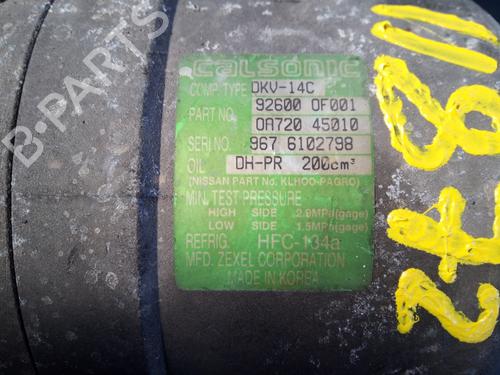 CALSONIC
COMP. TYPE DKV-14C
PART NO. 92600 0F001
0A720 45010
SERI NO. 967 6102798
OIL DH-PR 200cm³
(NISSAN PART No. KLH00-PAGR0)
MIN. TEST PRESSURE
HIGH SIDE 2.9MPa(gage)
LOW SIDE 1.5MPa(gage)
REFRIG. HFC-134a
MFD. ZEXEL CORPORATION
MADE IN KOREA
B-PARTS